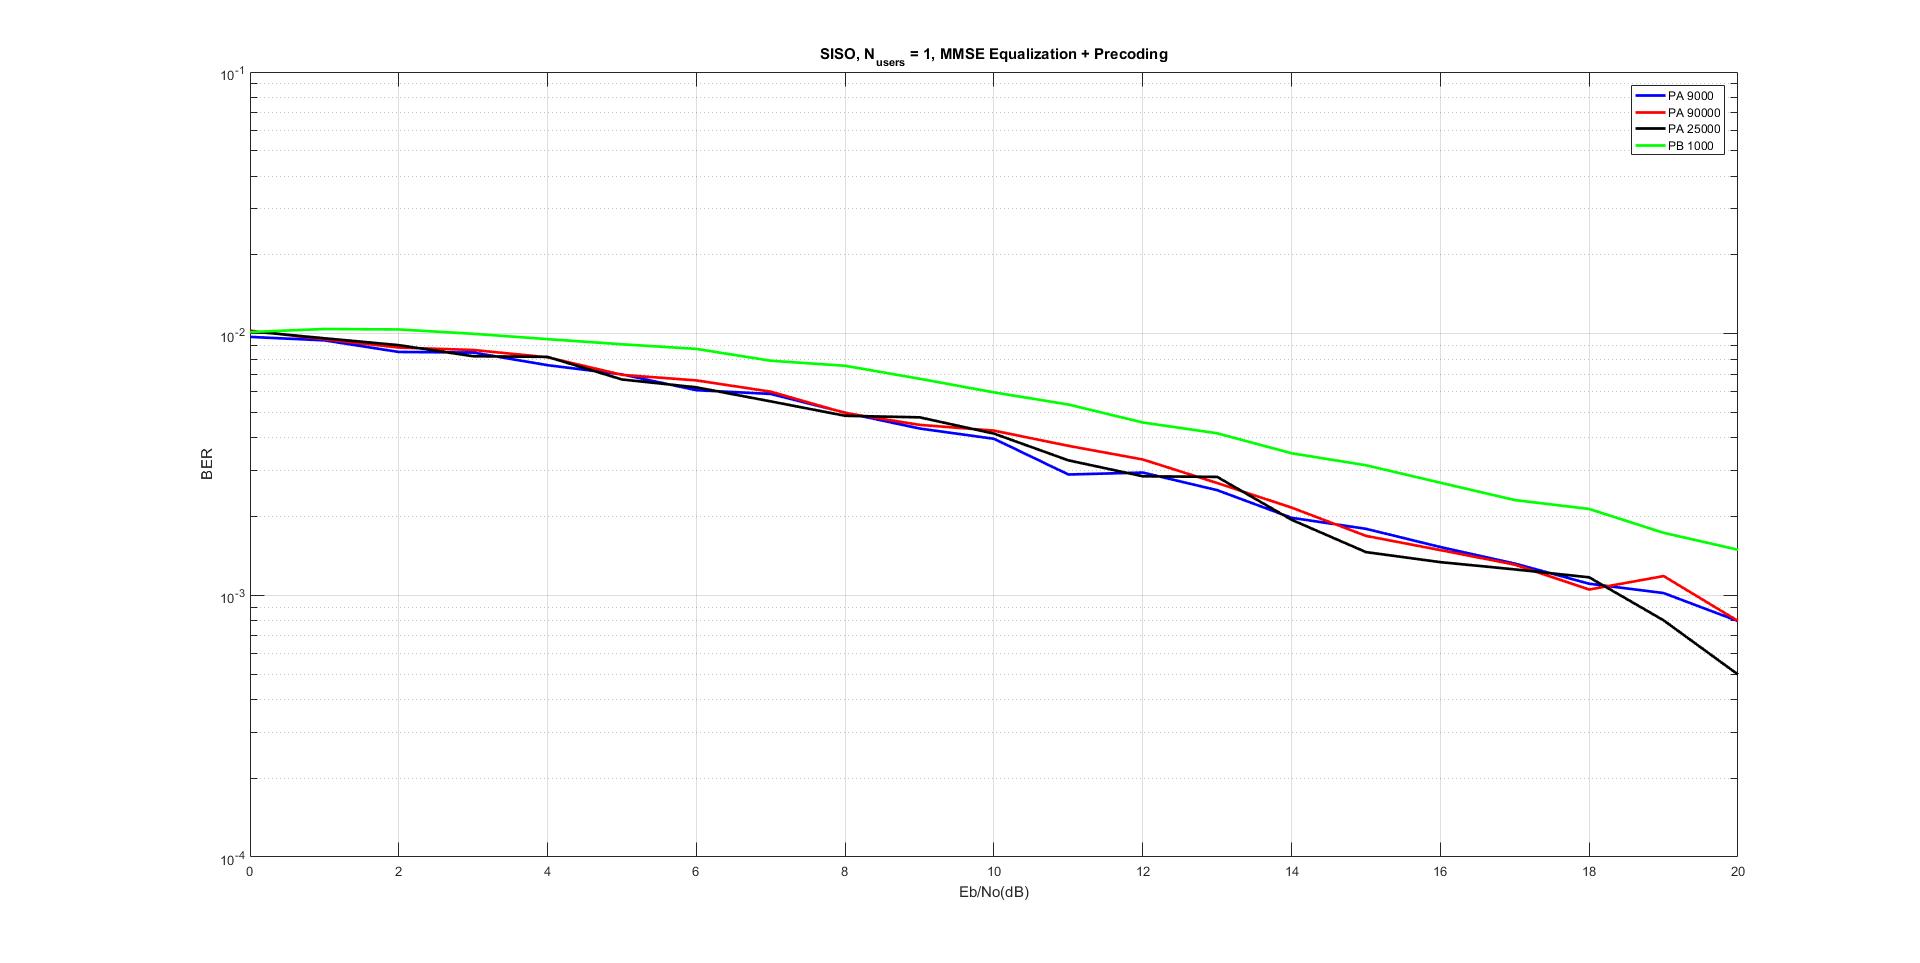 SISO, N_users = 1, MMSE Equalization + Precoding
10^-1
PA 9000
PA 90000
PA 25000
PB 1000
10^-2
BER
10^-3
10^-4
0 2 4 6 8 10 12 14 16 18 20
Eb/No(dB)